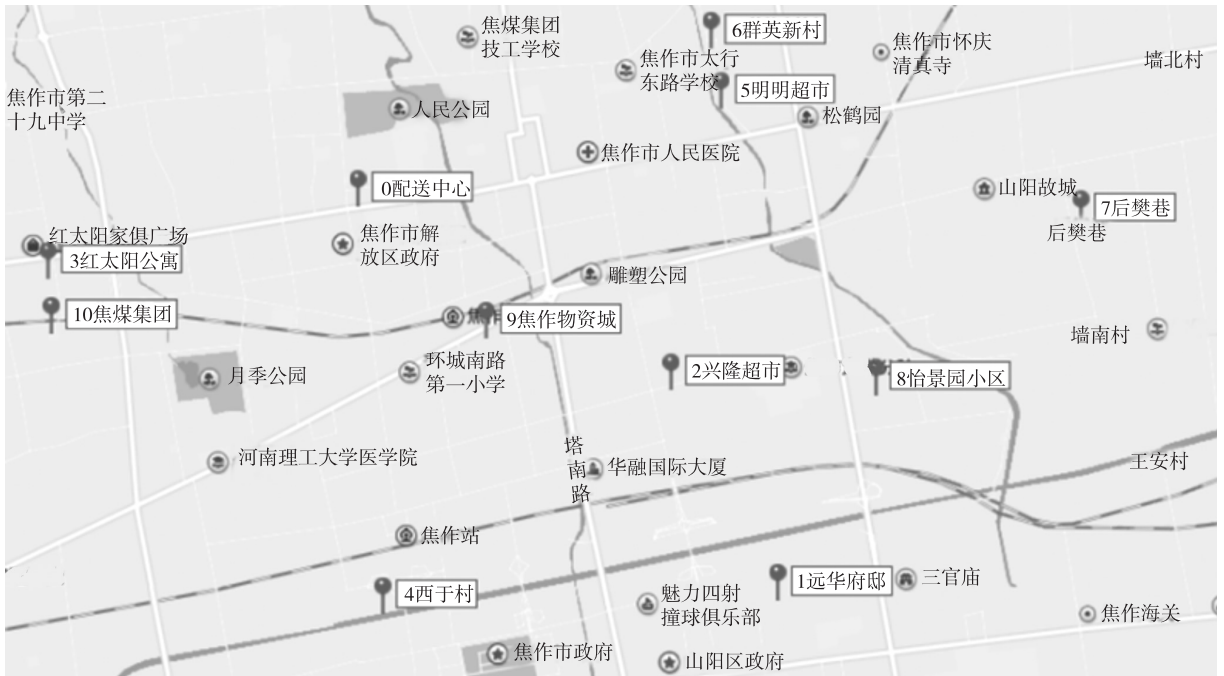 焦煤集团
技工学校
6群英新村
焦作市怀庆
清真寺
焦作市太行
东路学校
墙北村
焦作市第二
十九中学
5明明超市
人民公园
松鹤园
焦作市人民医院
0配送中心
山阳故城
7后樊巷
后樊巷
红太阳家俱广场
3红太阳公寓
焦作市解
放区政府
雕塑公园
10焦煤集团
焦作
9焦作物资城
墙南村
环城南路
第一小学
2兴隆超市
8怡景园小区
月季公园
塔南路
河南理工大学医学院
华融国际大厦
王安村
焦作站
4西于村
1远华府邸
三官庙
魅力四射
撞球俱乐部
焦作海关
焦作市政府
山阳区政府